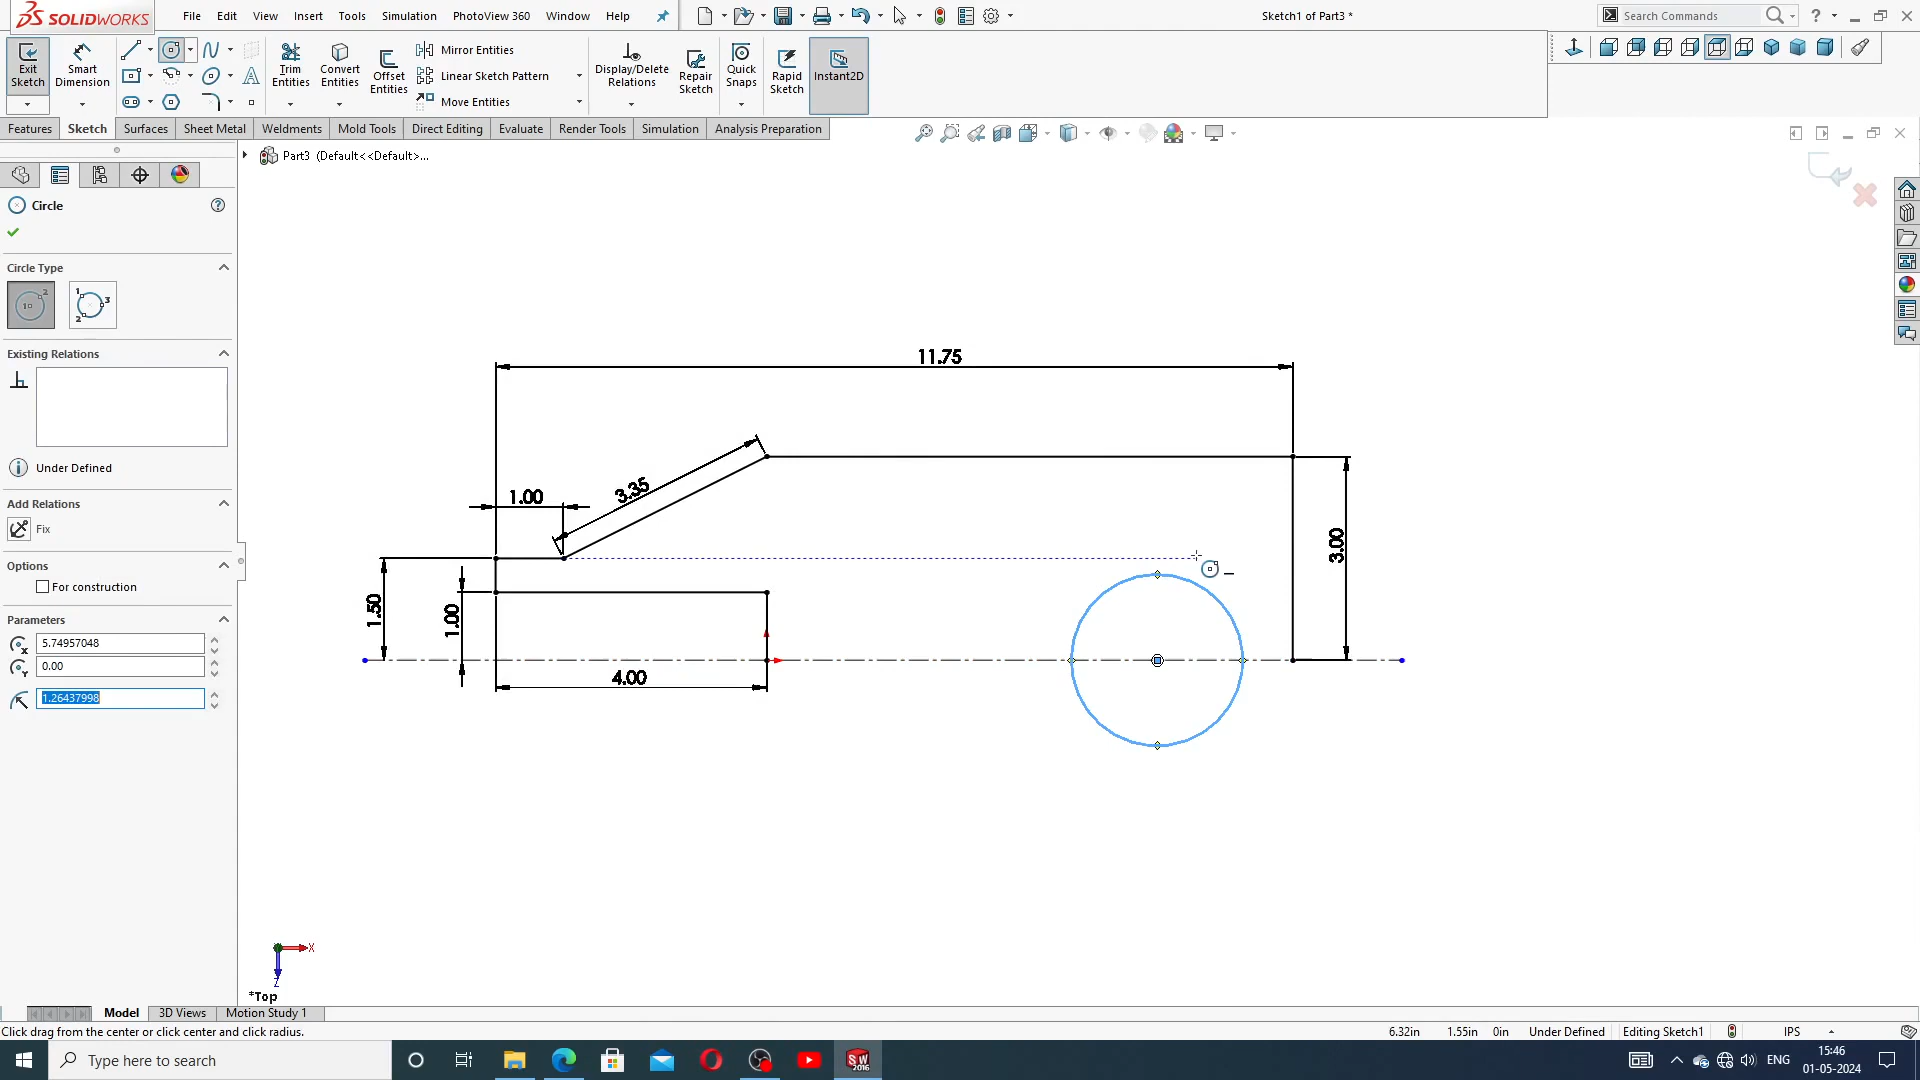 SOLIDWORKS
File Edit View Insert Tools Simulation PhotoView 360 Window Help
Sketch1 of Part3 *
Search Commands
Exit Sketch
Smart Dimension
Trim Entities
Convert Entities
Offset Entities
Mirror Entities
Linear Sketch Pattern
Move Entities
Display/Delete Relations
Repair Sketch
Quick Snaps
Rapid Sketch
Instant2D
Features Sketch Surfaces Sheet Metal Weldments Mold Tools Direct Editing Evaluate Render Tools Simulation Analysis Preparation
Part3 (Default<<Default>...
Circle
Circle Type
Existing Relations
Under Defined
Add Relations
Fix
Options
For construction
Parameters
5.74957048
0.00
1.26437998
11.75
3.35
1.00
3.00
1.50
1.00
4.00
X
Z
*Top
Model 3D Views Motion Study 1
Click drag from the center or click center and click radius.
6.32in 1.55in 0in Under Defined Editing Sketch1 IPS
Type here to search
SW 2016
ENG
15:46
01-05-2024